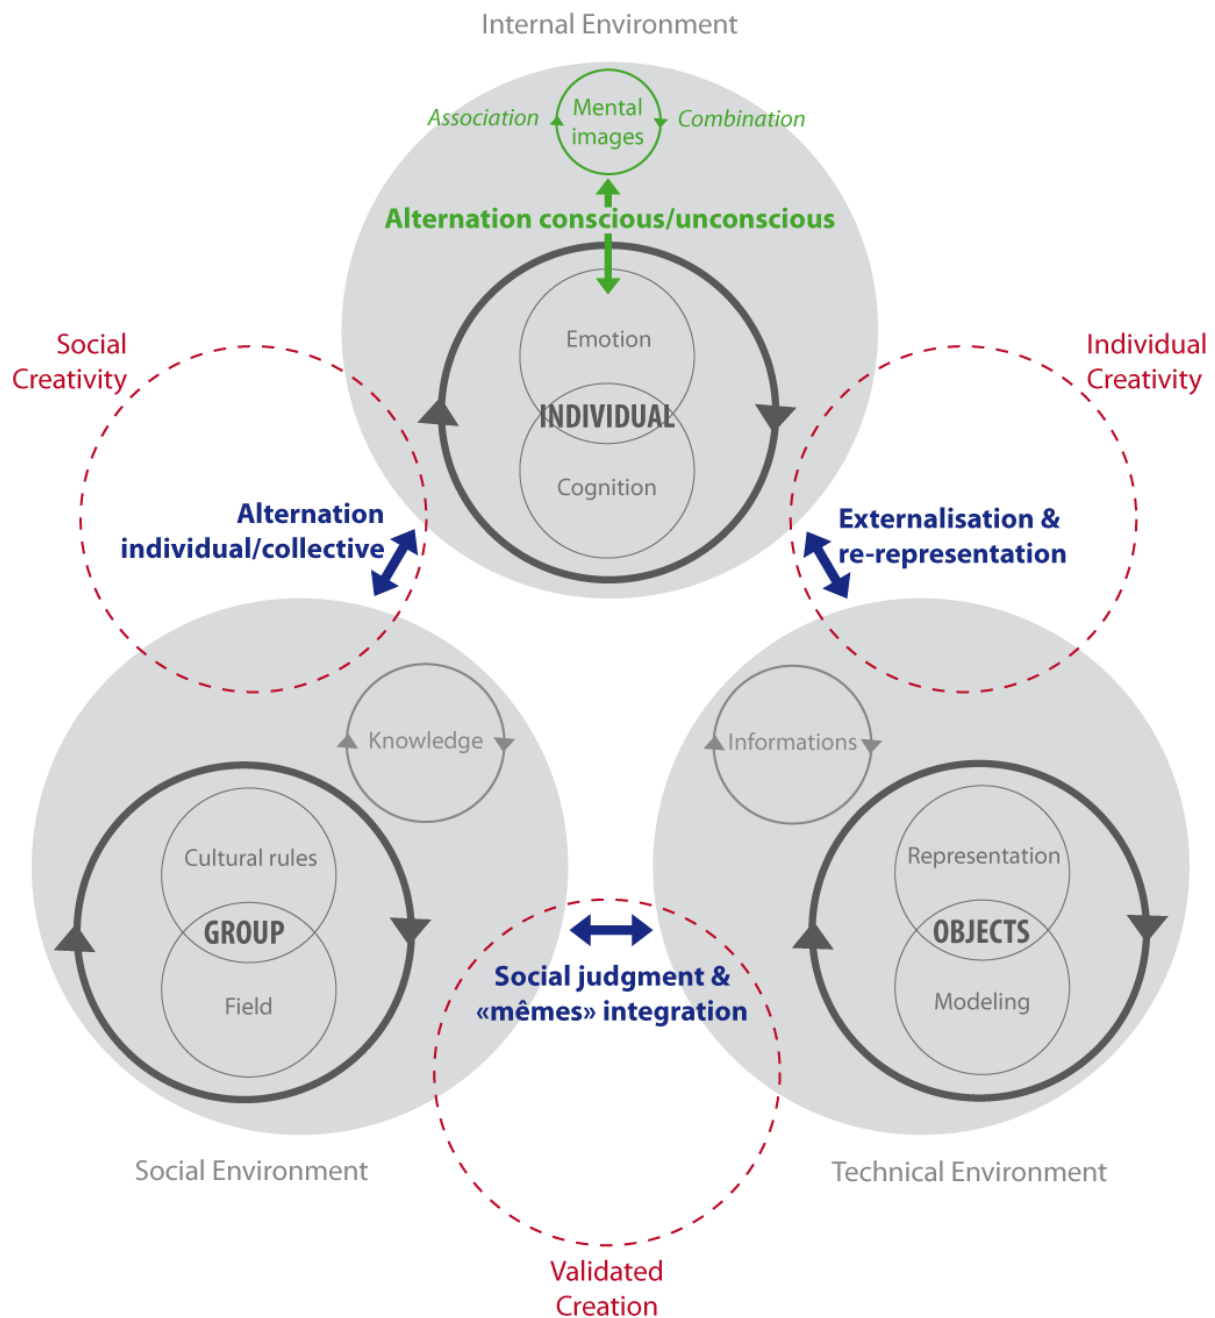 Internal Environment
Mental
images
Association
Combination
Alternation conscious/unconscious
Emotion
INDIVIDUAL
Cognition
Social
Creativity
Individual
Creativity
Alternation
individual/collective
Externalisation &
re-representation
Knowledge
Informations
Cultural rules
GROUP
Field
Representation
OBJECTS
Modeling
Social judgment &
«mêmes» integration
Social Environment
Technical Environment
Validated
Creation